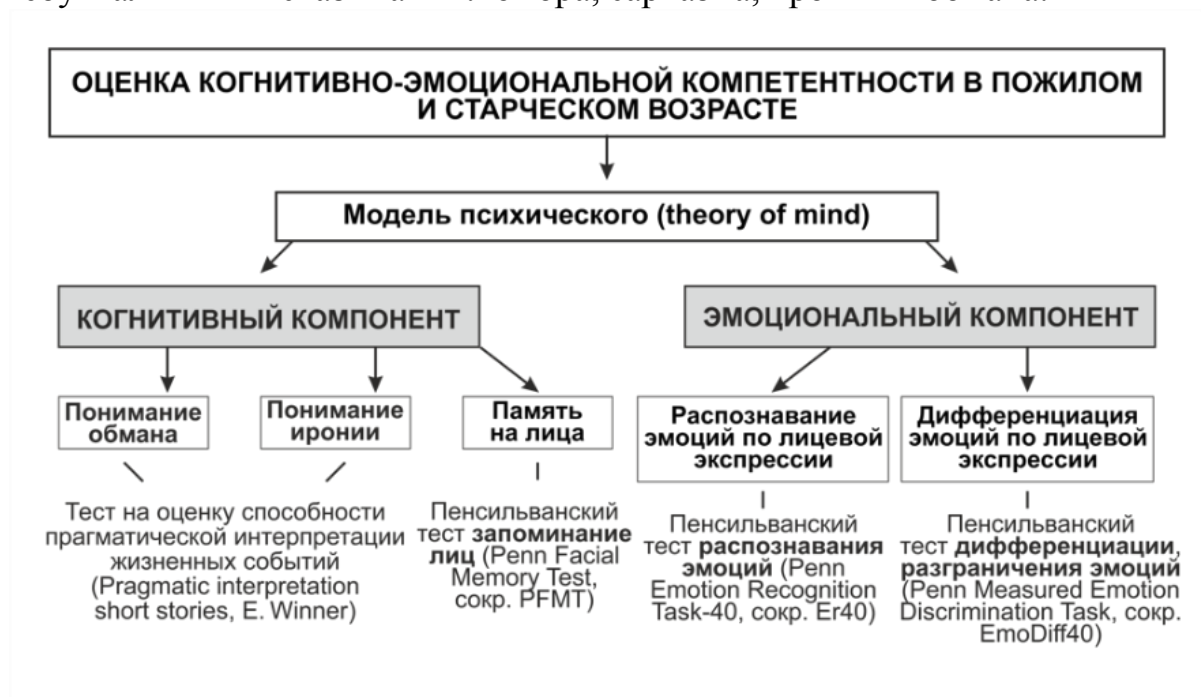 ОЦЕНКА КОГНИТИВНО-ЭМОЦИОНАЛЬНОЙ КОМПЕТЕНТНОСТИ В ПОЖИЛОМ
И СТАРЧЕСКОМ ВОЗРАСТЕ
Модель психического (theory of mind)
КОГНИТИВНЫЙ КОМПОНЕНТ
ЭМОЦИОНАЛЬНЫЙ КОМПОНЕНТ
Понимание
обмана
Понимание
иронии
Память
на лица
Распознавание
эмоций по лицевой
экспрессии
Дифференциация
эмоций по лицевой
экспрессии
Тест на оценку способности
прагматической интерпретации
жизненных событий
(Pragmatic interpretation
short stories, E. Winner)
Пенсильванский
тест запоминание
лиц (Penn Facial
Memory Test,
сокр. PFMT)
Пенсильванский
тест распознавания
эмоций (Penn
Emotion Recognition
Task-40, сокр. Er40)
Пенсильванский
тест дифференциации,
разграничения эмоций
(Penn Measured Emotion
Discrimination Task, сокр.
EmoDiff40)